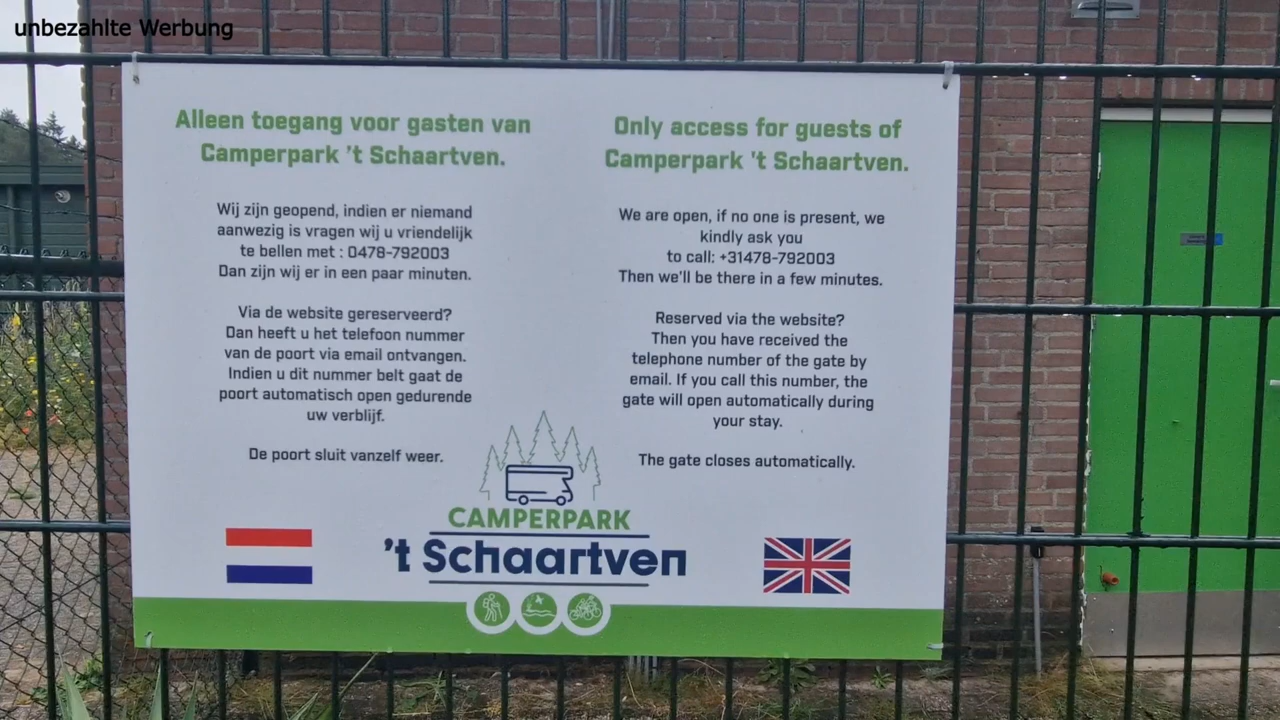 unbezahlte Werbung
Alleen toegang voor gasten van
Camperpark 't Schaartven.
Wij zijn geopend, indien er niemand
aanwezig is vragen wij u vriendelijk
te bellen met : 0478-792003
Dan zijn wij er in een paar minuten.
Via de website gereserveerd?
Dan heeft u het telefoon nummer
van de poort via email ontvangen.
Indien u dit nummer belt gaat de
poort automatisch open gedurende
uw verblijf.
De poort sluit vanzelf weer.
Only access for guests of
Camperpark 't Schaartven.
We are open, if no one is present, we
kindly ask you
to call: +31478-792003
Then we'll be there in a few minutes.
Reserved via the website?
Then you have received the
telephone number of the gate by
email. If you call this number, the
gate will open automatically during
your stay.
The gate closes automatically.
CAMPERPARK
't Schaartven